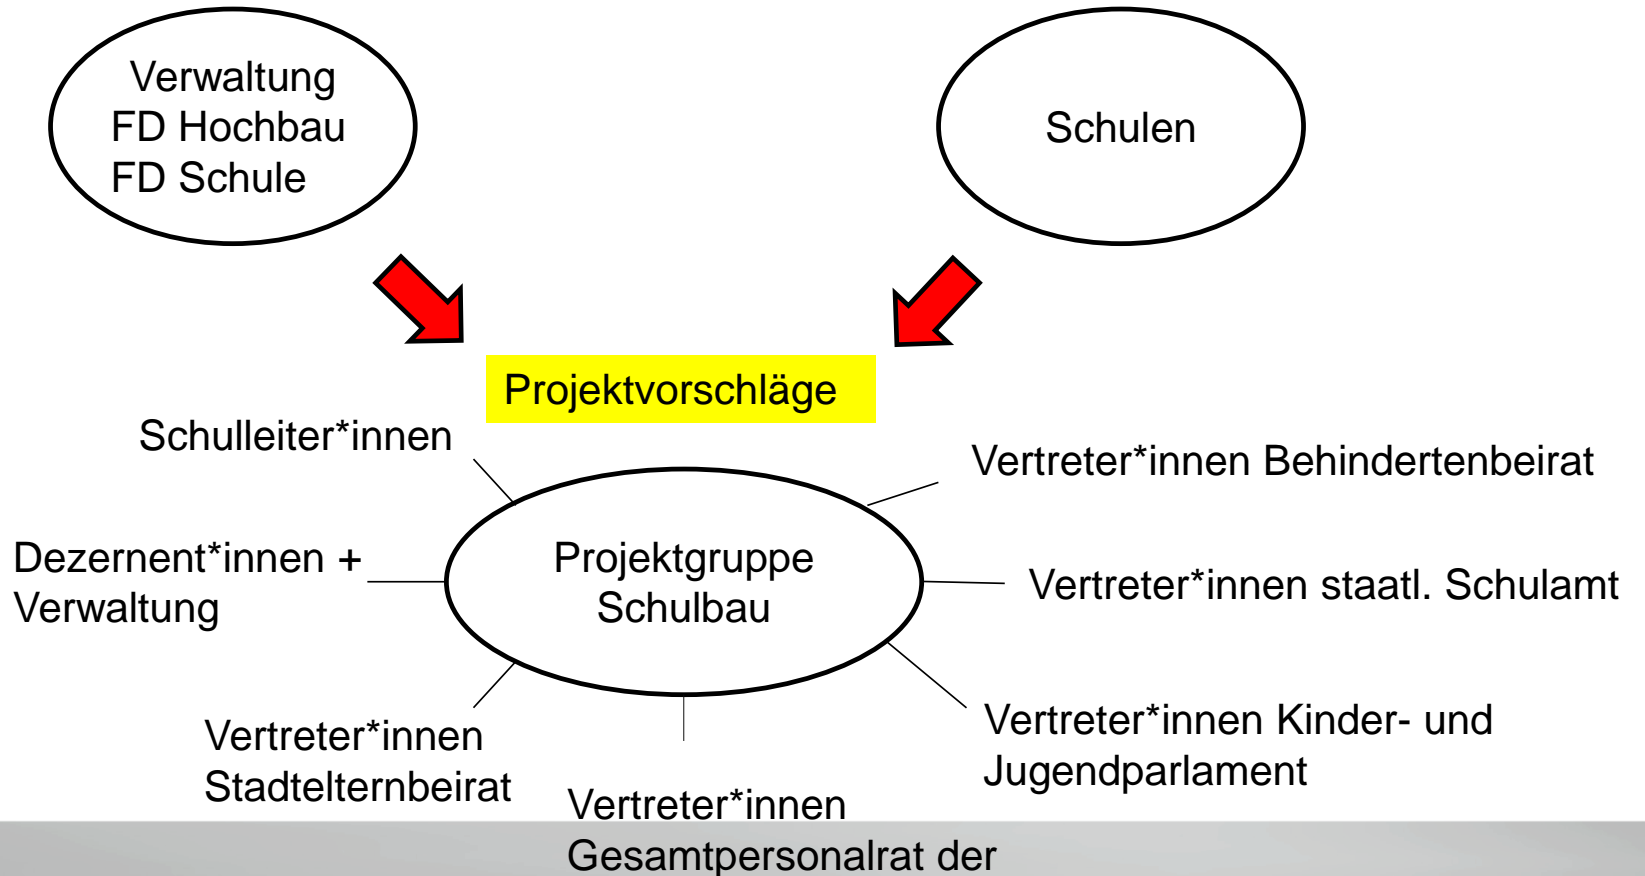 Verwaltung
FD Hochbau
FD Schule
Schulen
Projektvorschläge
Schulleiter*innen
Vertreter*innen Behindertenbeirat
Dezernent*innen +
Verwaltung
Projektgruppe
Schulbau
Vertreter*innen staatl. Schulamt
Vertreter*innen
Stadtelternbeirat
Vertreter*innen Kinder- und
Jugendparlament
Vertreter*innen
Gesamtpersonalrat der